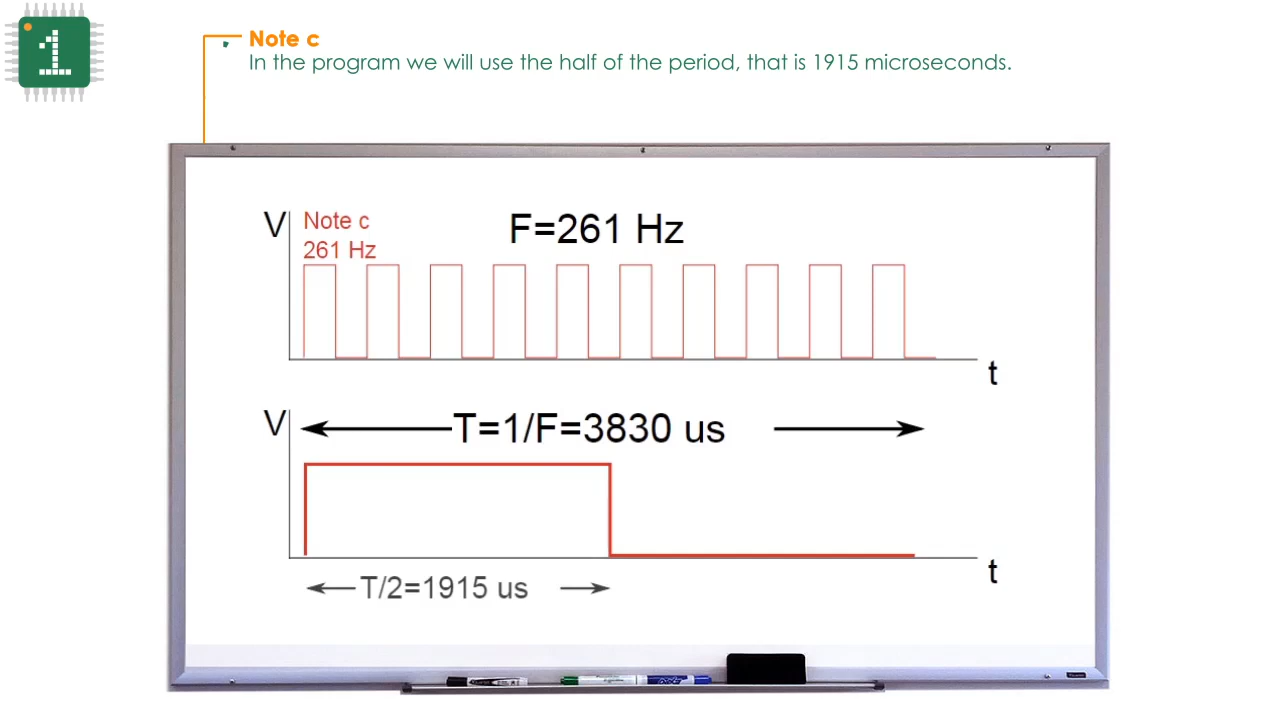 1
Note c
In the program we will use the half of the period, that is 1915 microseconds.
V
Note c
261 Hz
F=261 Hz
t
V
T=1/F=3830 us
t
T/2=1915 us